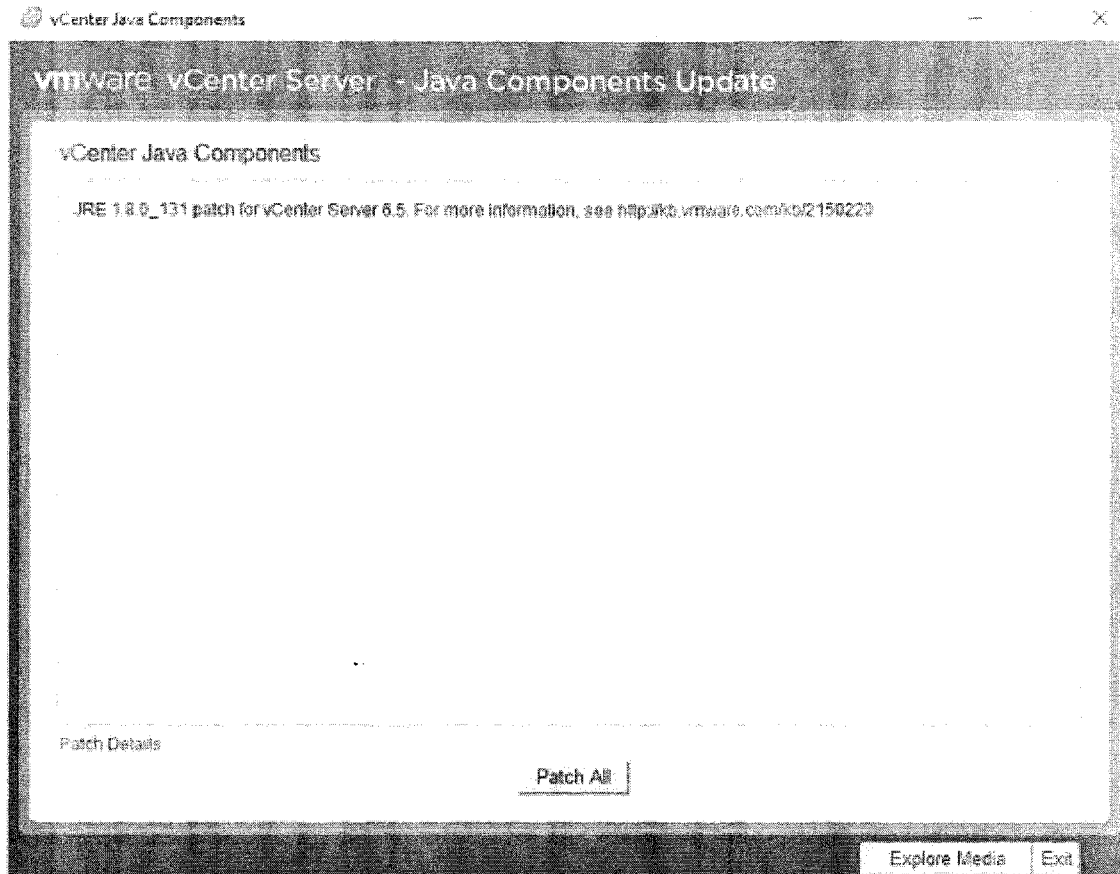 vCenter Java Components
vmware vCenter Server - Java Components Update
vCenter Java Components
JRE 1.8.0_131 patch for vCenter Server 6.5. For more information, see http://kb.vmware.com/kb/2150220
Patch Details
Patch All
Explore Media Exit